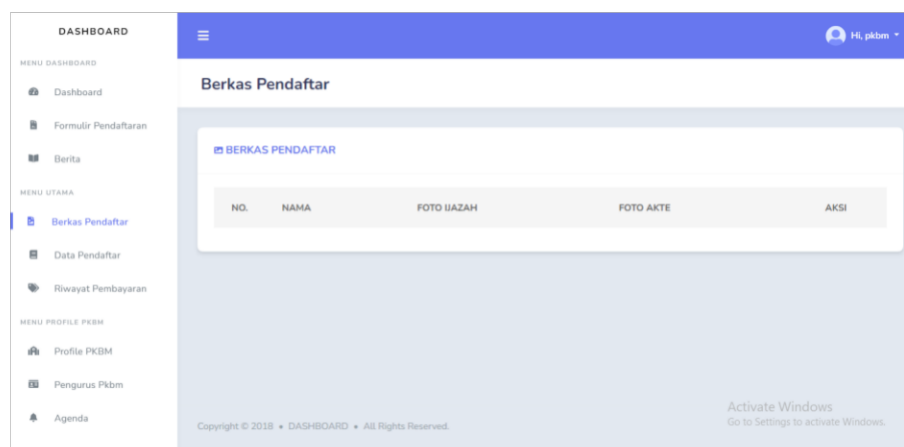 DASHBOARD
MENU DASHBOARD
Dashboard
Formulir Pendaftaran
Berita
MENU UTAMA
Berkas Pendaftar
Data Pendaftar
Riwayat Pembayaran
MENU PROFILE PKBM
Profile PKBM
Pengurus Pkbm
Agenda
Hi, pkbm
Berkas Pendaftar
BERKAS PENDAFTAR
NO. NAMA FOTO IJAZAH FOTO AKTE AKSI
Copyright © 2018 • DASHBOARD • All Rights Reserved.
Activate Windows
Go to Settings to activate Windows.